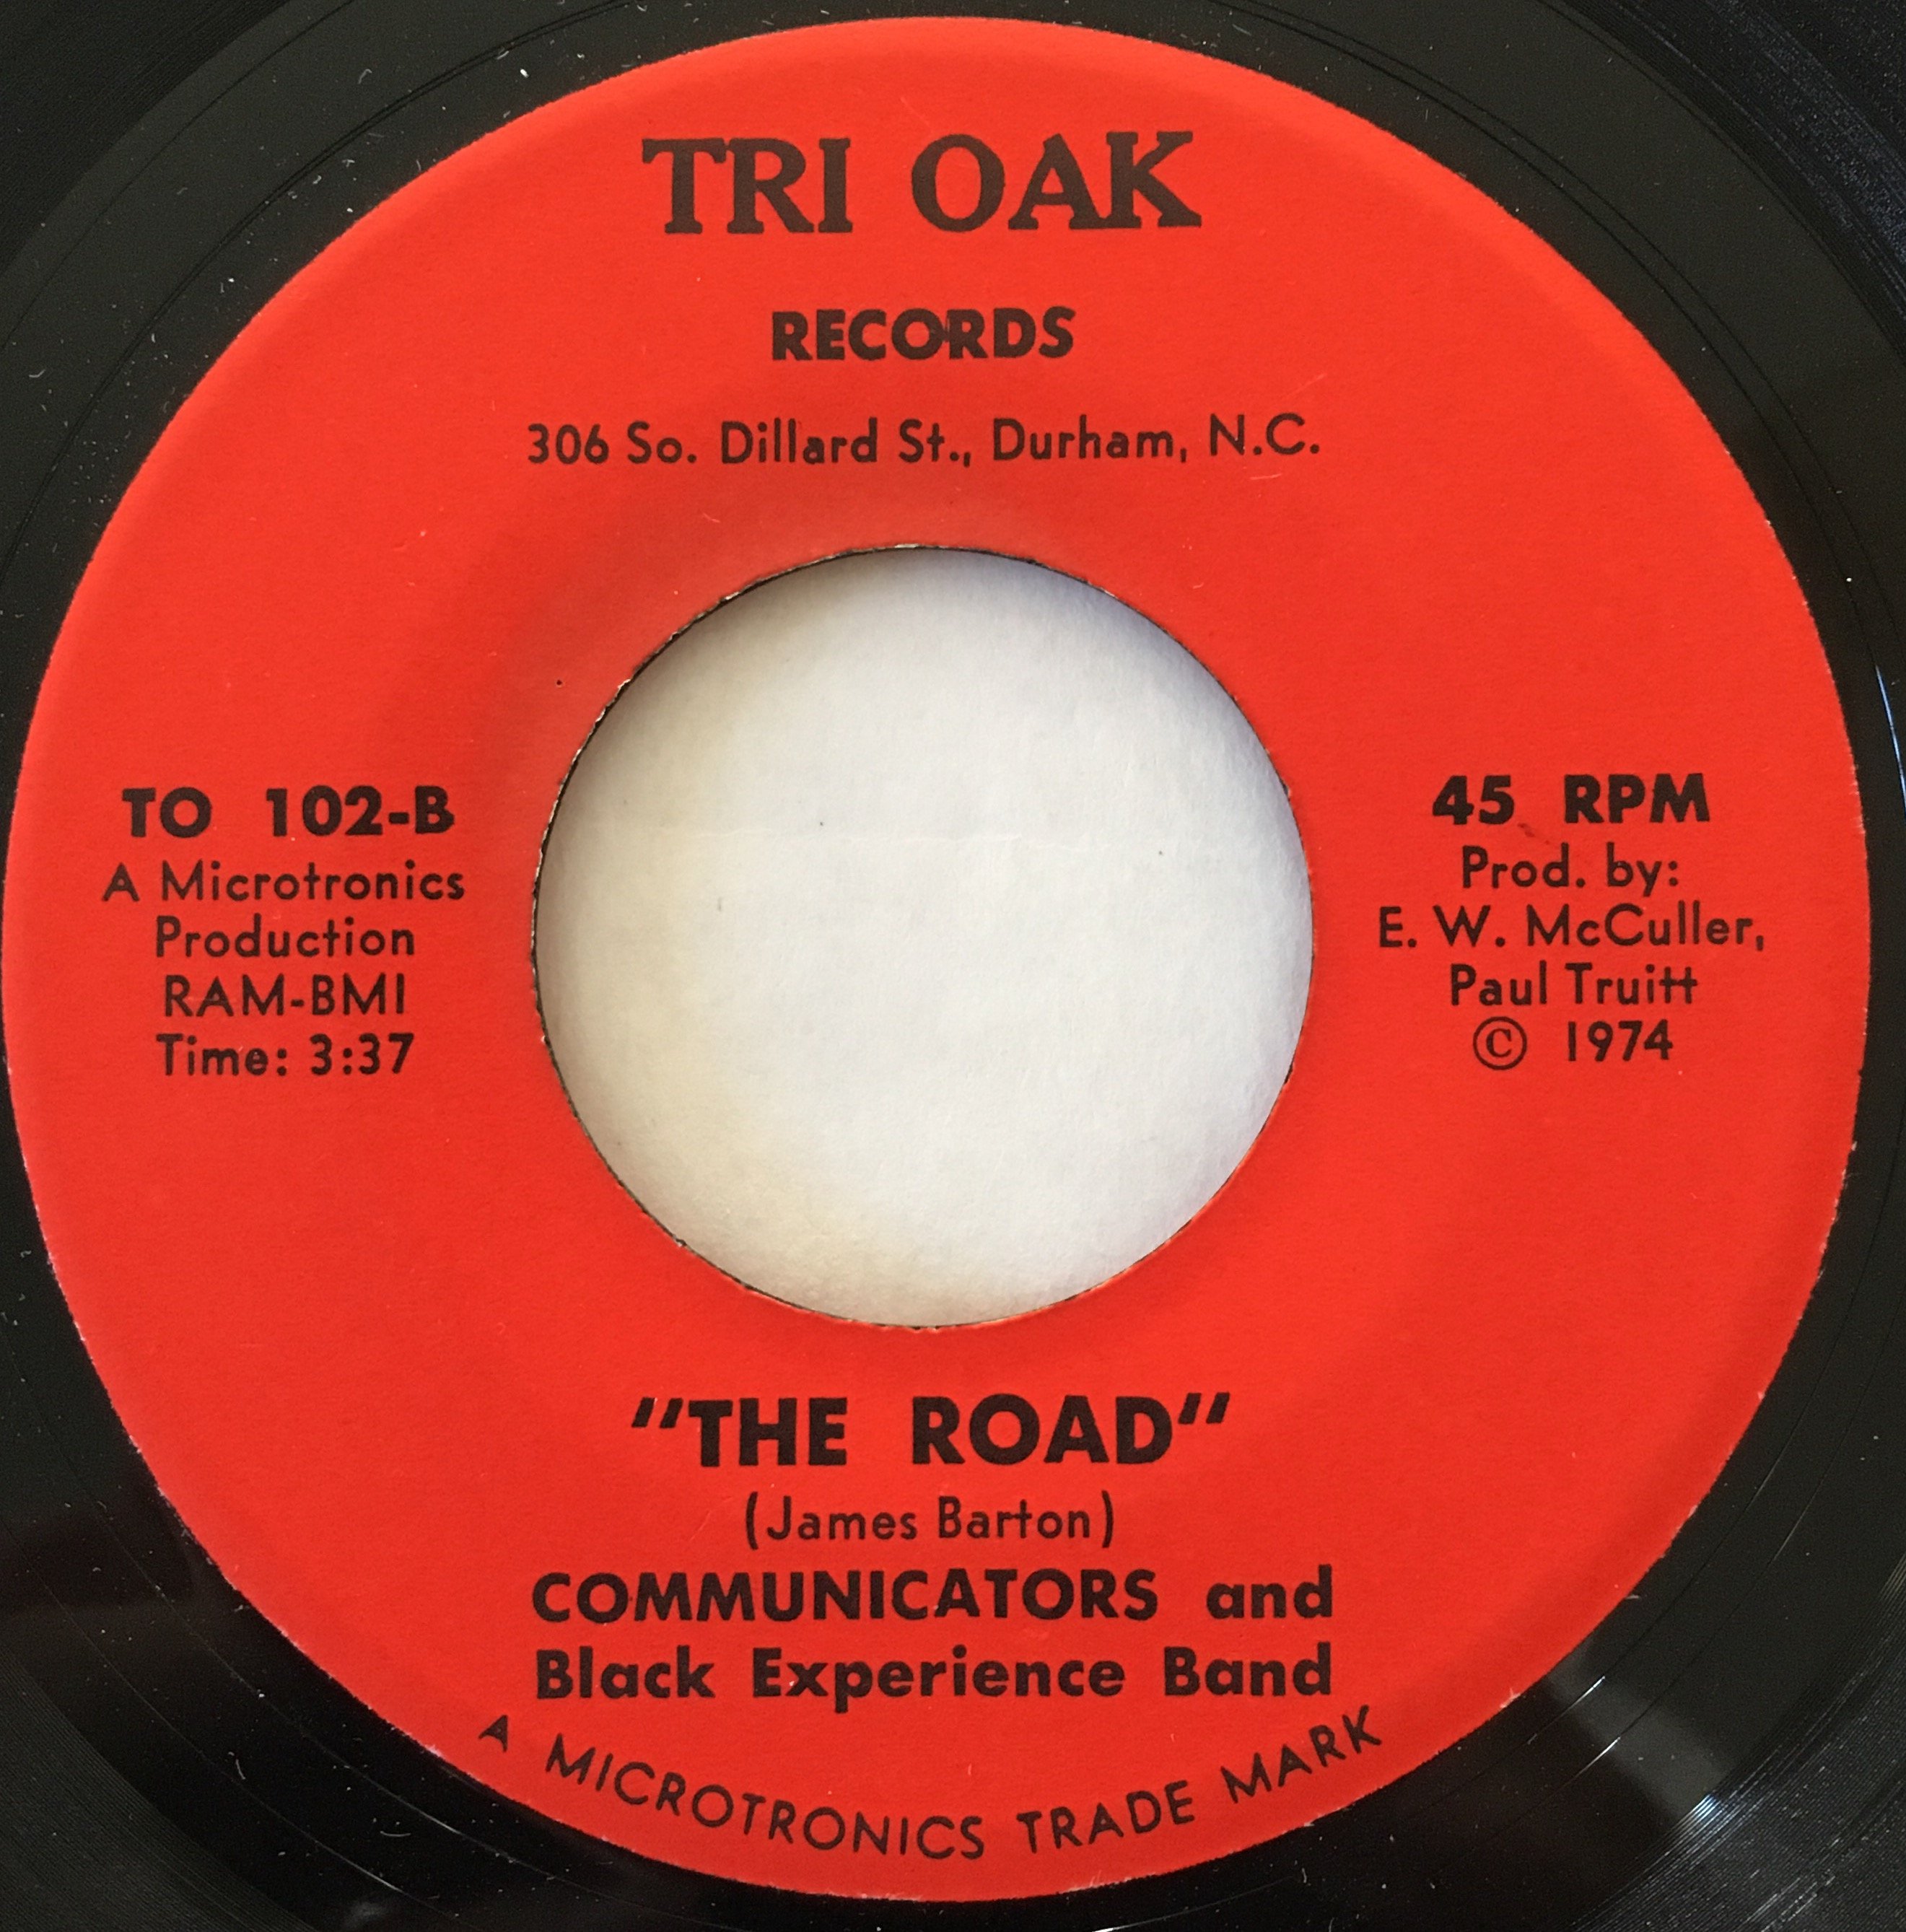 TRI OAK
RECORDS
306 So. Dillard St., Durham, N.C.
TO 102-B
A Microtronics
Production
RAM-BMI
Time: 3:37
45 RPM
Prod. by:
E. W. McCuller,
Paul Truitt
© 1974
"THE ROAD"
(James Barton)
COMMUNICATORS and
Black Experience Band
A MICROTRONICS TRADE MARK